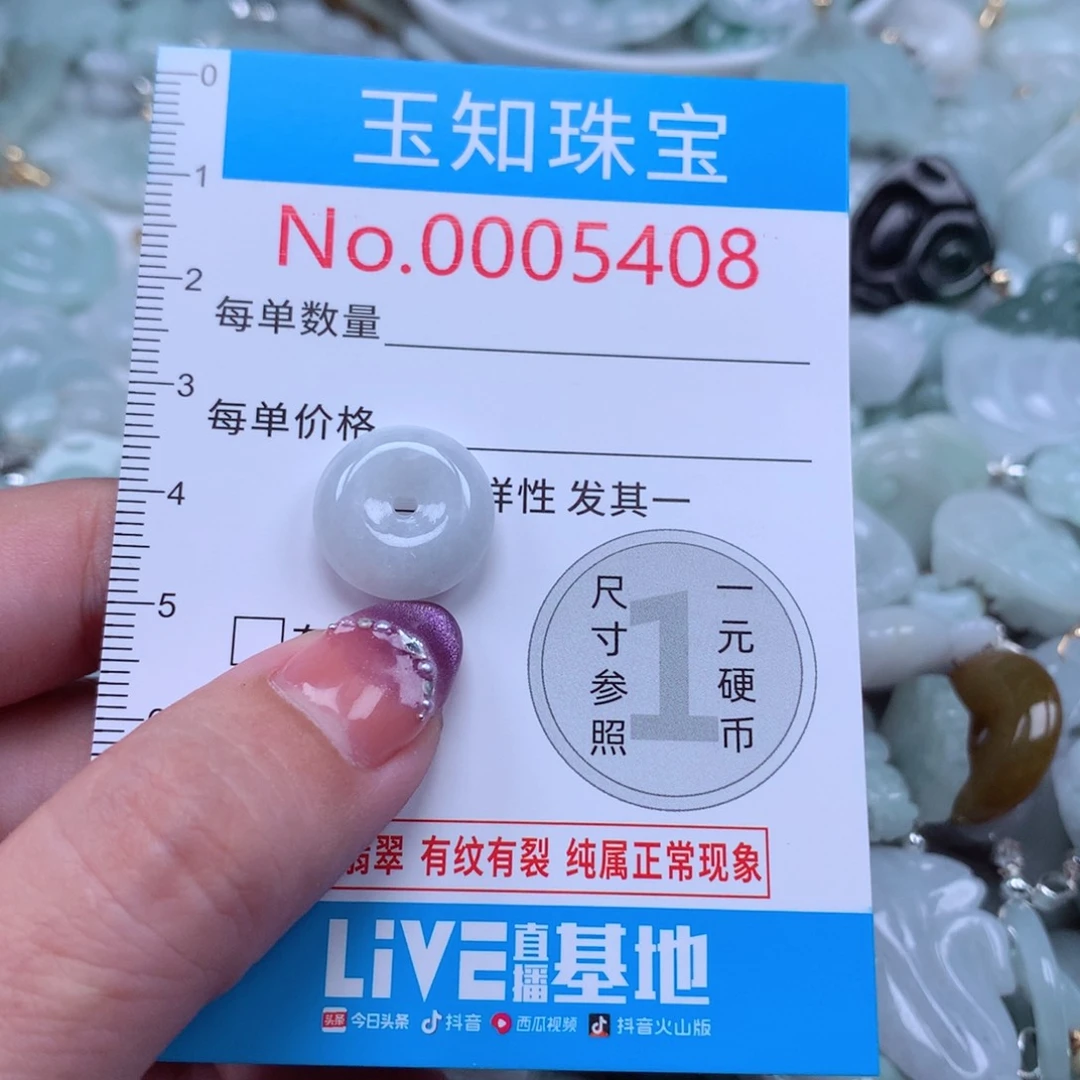 玉知珠宝
No.0005408
0
1
2
3
4
5
每单数量
每单价格
样性 发其一
尺寸参照
1
一元硬币
翡翠 有纹有裂 纯属正常现象
LiVE直播基地
头条 今日头条 抖音 西瓜视频 抖音火山版